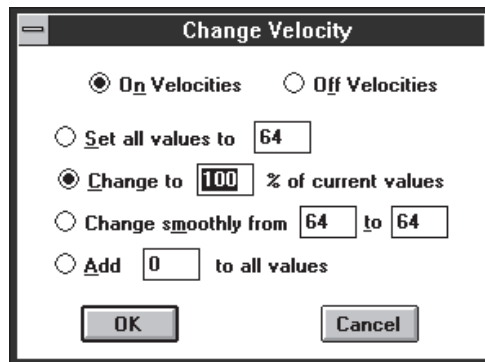 Change Velocity
On Velocities Off Velocities
Set all values to 64
Change to 100 % of current values
Change smoothly from 64 to 64
Add 0 to all values
OK Cancel